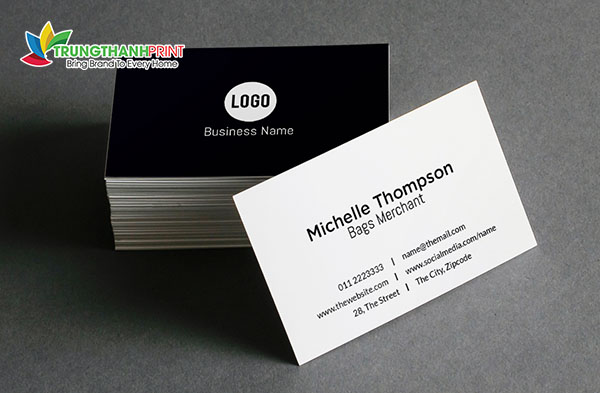 TRUNGTHANHPRINT
Bring Brand To Every Home
LOGO
Business Name
Michelle Thompson
Bags Merchant
011 2223333 | name@themail.com
www.thewebsite.com | www.socialmedia.com/name
28, The Street | The City, Zipcode